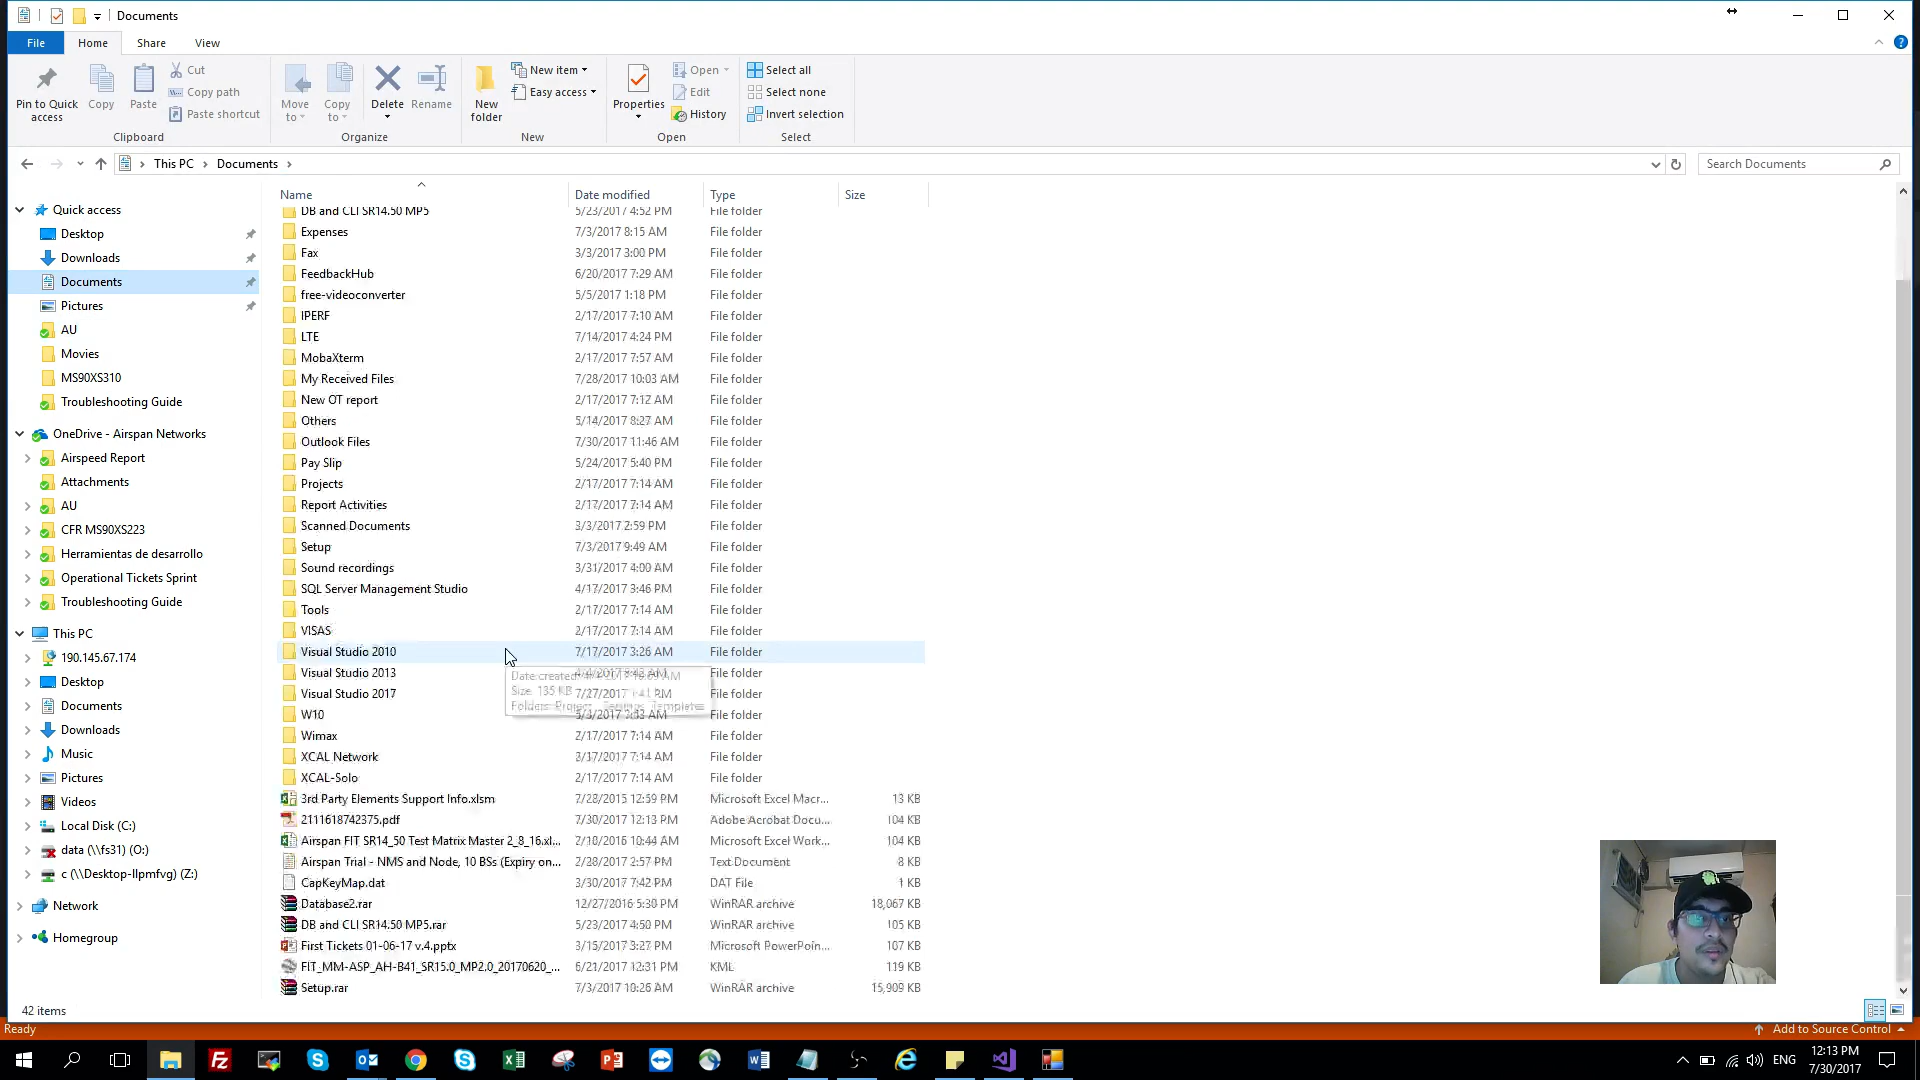 Documents
File Home Share View
Pin to Quick access
Copy
Paste
Cut
Copy path
Paste shortcut
Clipboard
Move to
Copy to
Delete
Rename
Organize
New folder
New item
Easy access
New
Properties
Open
Edit
History
Open
Select all
Select none
Invert selection
Select
This PC Documents
Search Documents
Quick access
Desktop
Downloads
Documents
Pictures
AU
Movies
MS90XS310
Troubleshooting Guide
OneDrive - Airspan Networks
Airspeed Report
Attachments
AU
CFR MS90XS223
Herramientas de desarrollo
Operational Tickets Sprint
Troubleshooting Guide
This PC
190.145.67.174
Desktop
Documents
Downloads
Music
Pictures
Videos
Local Disk (C:)
data (\\fs31) (O:)
c (\\Desktop-llpmfvg) (Z:)
Network
Homegroup
Name Date modified Type Size
DB and CLI SR14.50 MP5 5/23/2017 4:52 PM File folder
Expenses 7/3/2017 8:15 AM File folder
Fax 3/3/2017 3:00 PM File folder
FeedbackHub 6/20/2017 7:29 AM File folder
free-videoconverter 5/5/2017 1:18 PM File folder
IPERF 2/17/2017 7:10 AM File folder
LTE 7/14/2017 4:24 PM File folder
MobaXterm 2/17/2017 7:57 AM File folder
My Received Files 7/28/2017 10:03 AM File folder
New OT report 2/17/2017 7:12 AM File folder
Others 5/14/2017 8:27 AM File folder
Outlook Files 7/30/2017 11:46 AM File folder
Pay Slip 5/24/2017 5:40 PM File folder
Projects 2/17/2017 7:14 AM File folder
Report Activities 2/17/2017 7:14 AM File folder
Scanned Documents 3/3/2017 2:59 PM File folder
Setup 7/3/2017 9:49 AM File folder
Sound recordings 3/31/2017 4:00 AM File folder
SQL Server Management Studio 4/17/2017 3:46 PM File folder
Tools 2/17/2017 7:14 AM File folder
VISAS 2/17/2017 7:14 AM File folder
Visual Studio 2010 7/17/2017 3:26 AM File folder
Visual Studio 2013 File folder
Date created:
Size: 135 KB
Visual Studio 2017 7/27/2017 File folder
Folders:
W10 File folder
Wimax 2/17/2017 7:14 AM File folder
XCAL Network 2/17/2017 7:14 AM File folder
XCAL-Solo 2/17/2017 7:14 AM File folder
3rd Party Elements Support Info.xlsm 7/28/2015 12:59 PM Microsoft Excel Macr... 13 KB
2111618742375.pdf 7/30/2017 12:13 PM Adobe Acrobat Docu... 104 KB
Airspan FIT SR14_50 Test Matrix Master 2_8_16.xl... 7/18/2016 10:44 AM Microsoft Excel Work... 104 KB
Airspan Trial - NMS and Node, 10 BSs (Expiry on... 2/28/2017 2:57 PM Text Document 8 KB
CapKeyMap.dat 3/30/2017 7:42 PM DAT File 1 KB
Database2.rar 12/27/2016 5:30 PM WinRAR archive 18,067 KB
DB and CLI SR14.50 MP5.rar 5/23/2017 4:50 PM WinRAR archive 105 KB
First Tickets 01-06-17 v.4.pptx 3/15/2017 3:27 PM Microsoft PowerPoin... 107 KB
FIT_MM-ASP_AH-B41_SR15.0_MP2.0_20170620_... 6/21/2017 12:31 PM KML 119 KB
Setup.rar 7/3/2017 10:26 AM WinRAR archive 15,909 KB
42 items
Ready
Add to Source Control
ENG
12:13 PM
7/30/2017